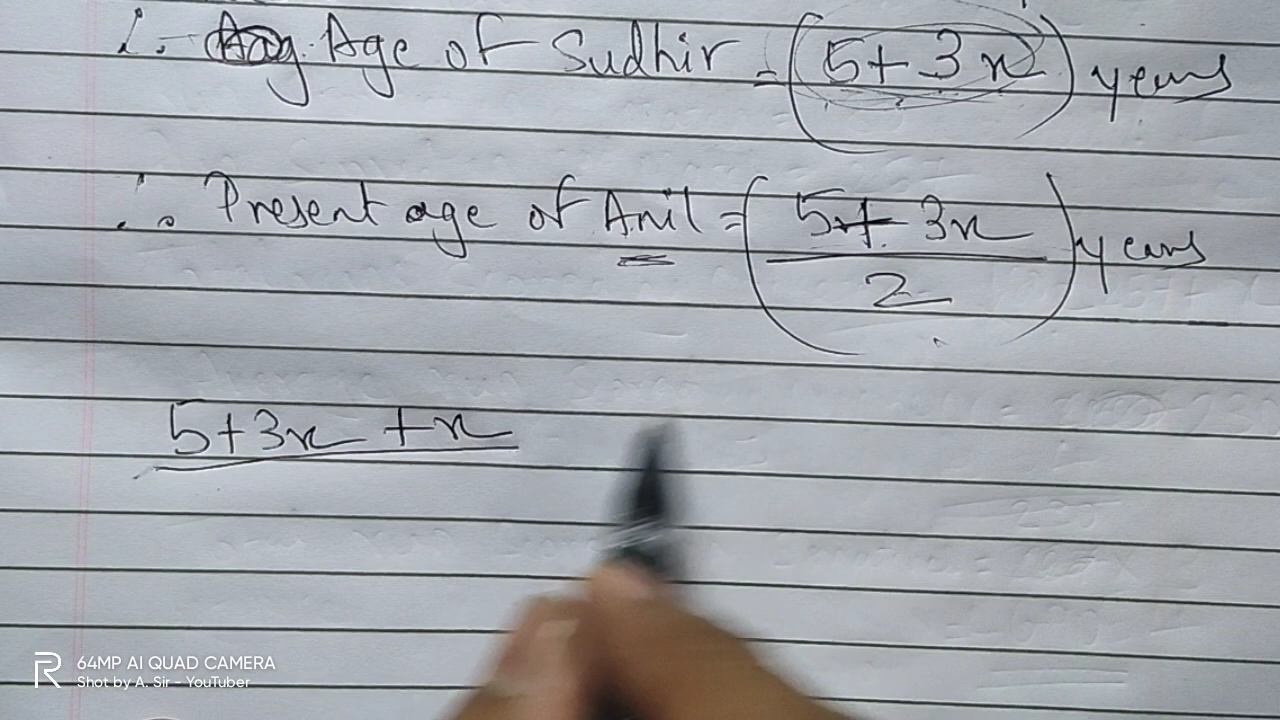 ∴ Age of Sudhir = (5+3x) years
∴ Present age of Anil = (5+3x / 2) years
5+3x+x
64MP AI QUAD CAMERA
Shot by A. Sir - YouTuber